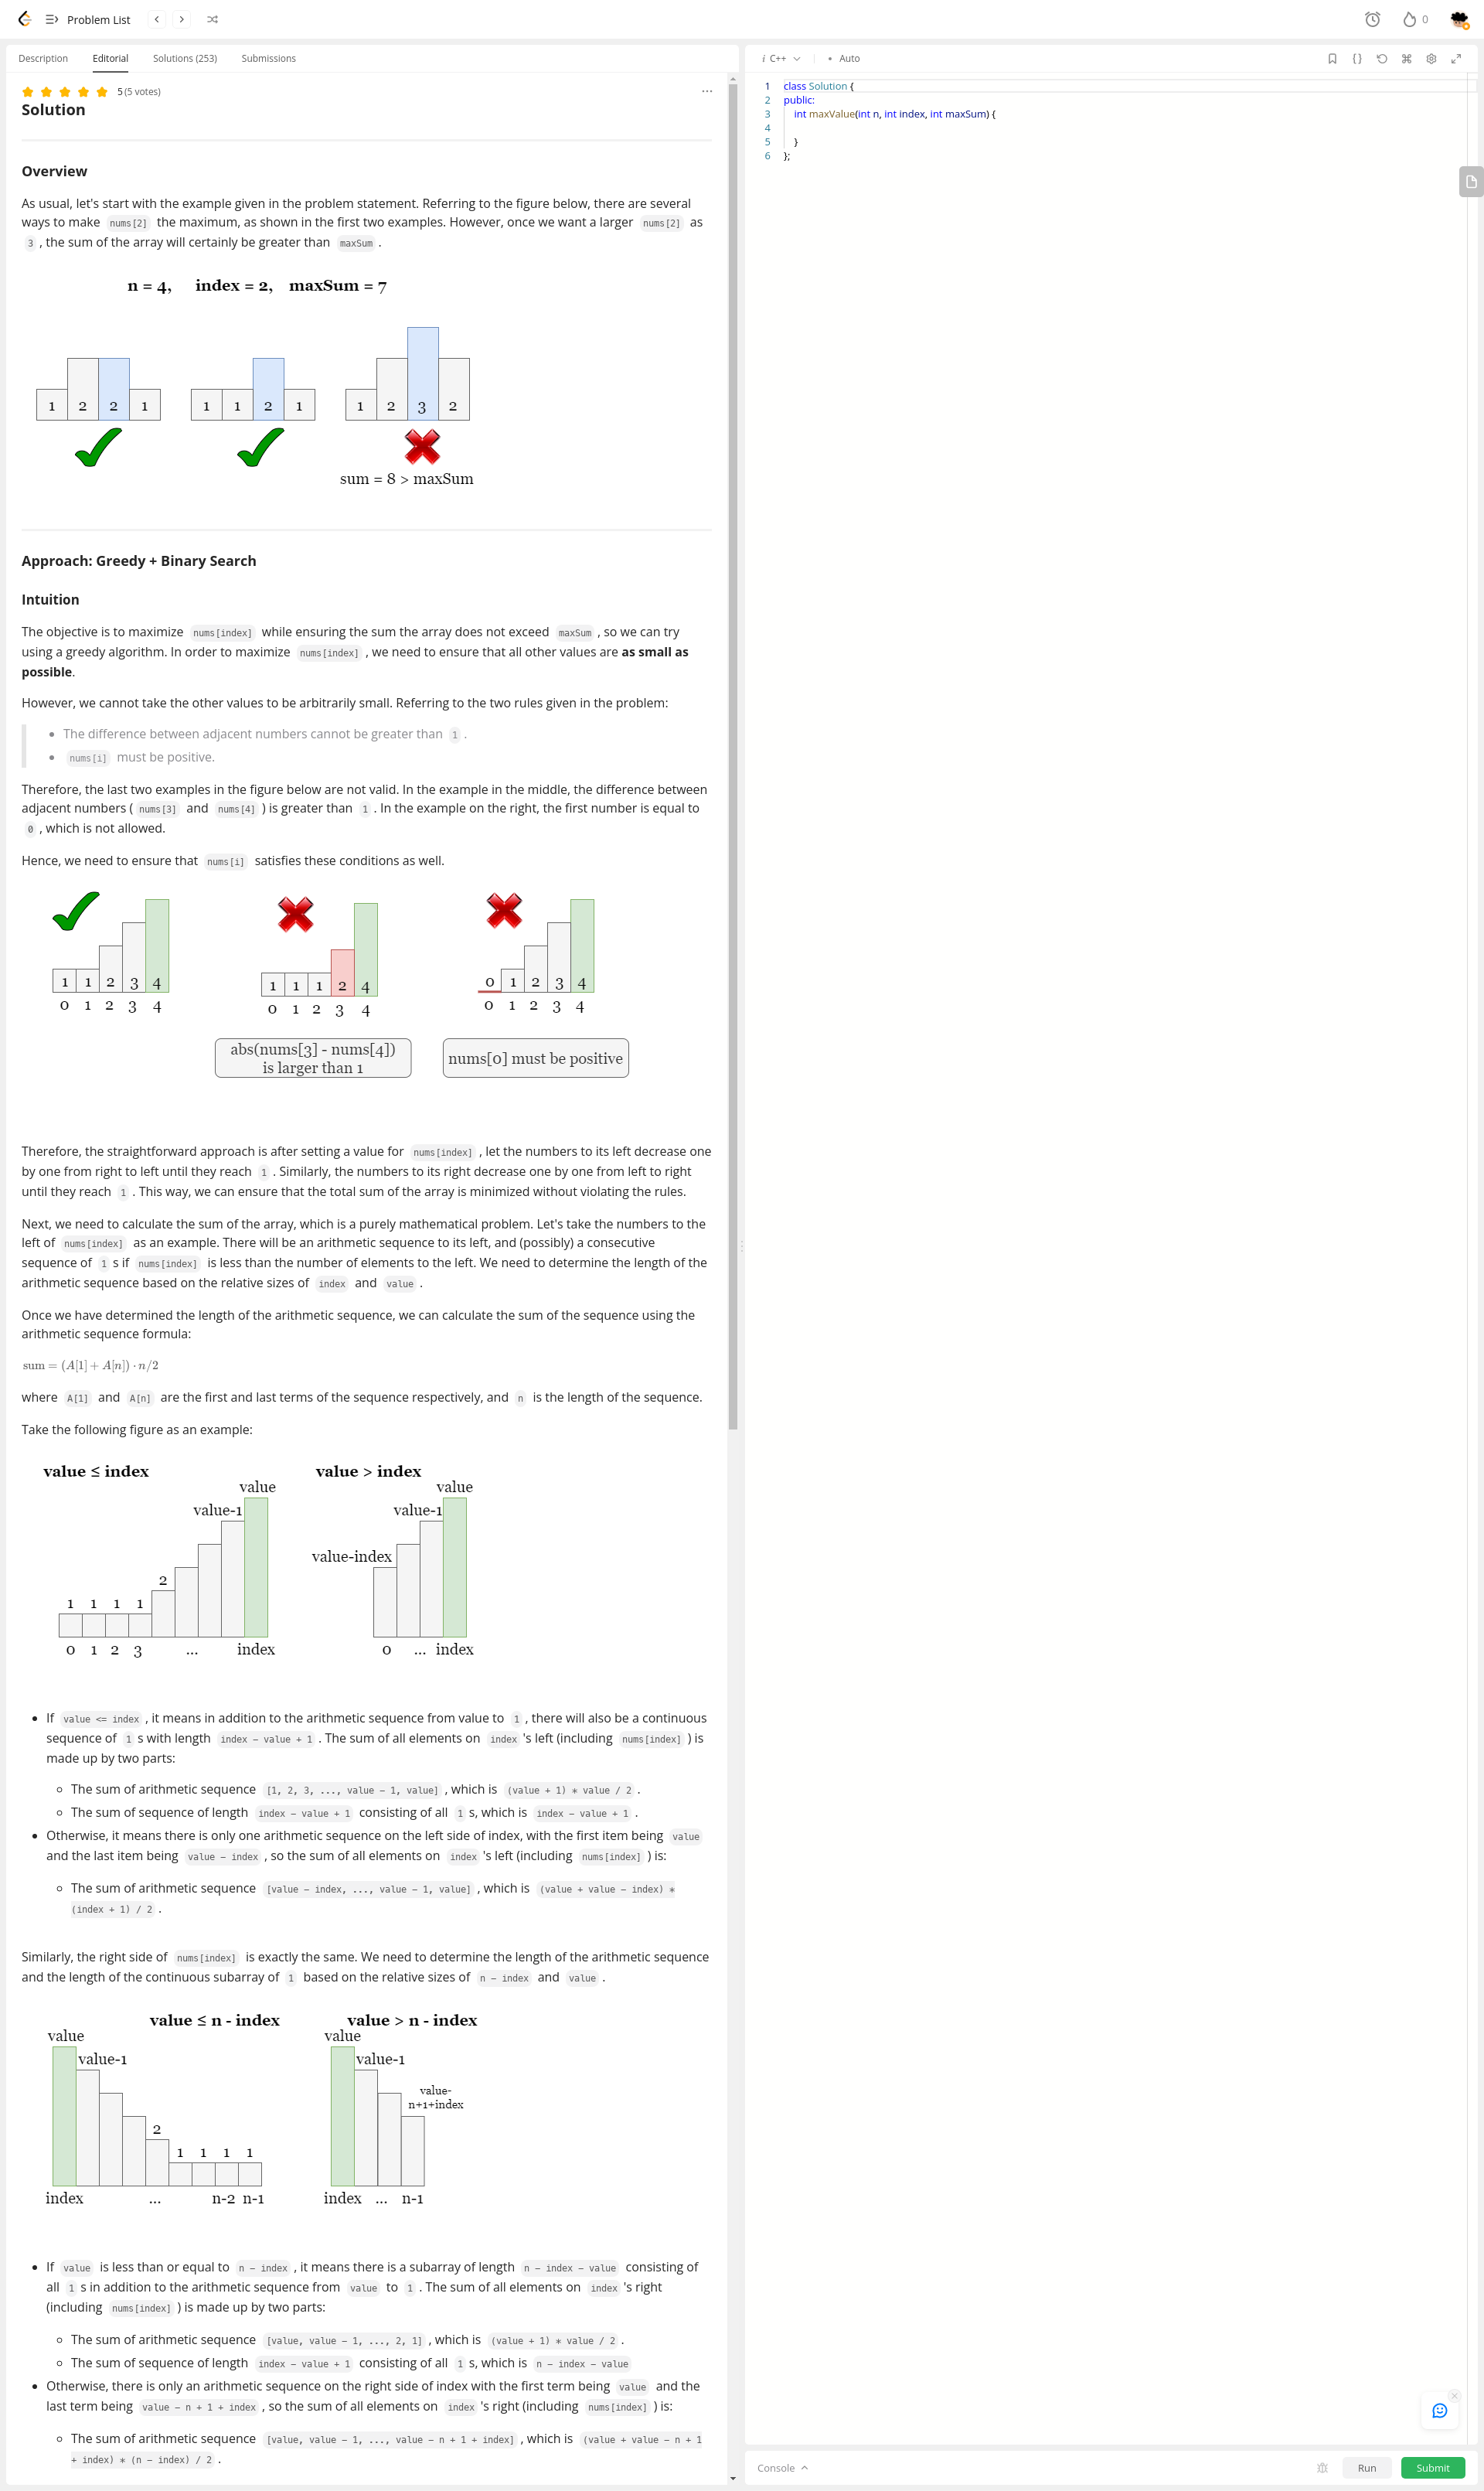 Problem List
0
Description Editorial Solutions (253) Submissions
5 (5 votes)
Solution
Overview
As usual, let's start with the example given in the problem statement. Referring to the figure below, there are several
ways to make nums[2] the maximum, as shown in the first two examples. However, once we want a larger nums[2] as
3 , the sum of the array will certainly be greater than maxSum .
n = 4, index = 2, maxSum = 7
1 2 2 1 1 1 2 1 1 2 3 2
sum = 8 > maxSum
Approach: Greedy + Binary Search
Intuition
The objective is to maximize nums[index] while ensuring the sum the array does not exceed maxSum , so we can try
using a greedy algorithm. In order to maximize nums[index] , we need to ensure that all other values are as small as
possible.
However, we cannot take the other values to be arbitrarily small. Referring to the two rules given in the problem:
• The difference between adjacent numbers cannot be greater than 1 .
• nums[i] must be positive.
Therefore, the last two examples in the figure below are not valid. In the example in the middle, the difference between
adjacent numbers ( nums[3] and nums[4] ) is greater than 1 . In the example on the right, the first number is equal to
0 , which is not allowed.
Hence, we need to ensure that nums[i] satisfies these conditions as well.
1 1 2 3 4 1 1 1 2 4 0 1 2 3 4
0 1 2 3 4 0 1 2 3 4 0 1 2 3 4
abs(nums[3] - nums[4])
is larger than 1
nums[0] must be positive
Therefore, the straightforward approach is after setting a value for nums[index] , let the numbers to its left decrease one
by one from right to left until they reach 1 . Similarly, the numbers to its right decrease one by one from left to right
until they reach 1 . This way, we can ensure that the total sum of the array is minimized without violating the rules.
Next, we need to calculate the sum of the array, which is a purely mathematical problem. Let's take the numbers to the
left of nums[index] as an example. There will be an arithmetic sequence to its left, and (possibly) a consecutive
sequence of 1 s if nums[index] is less than the number of elements to the left. We need to determine the length of the
arithmetic sequence based on the relative sizes of index and value .
Once we have determined the length of the arithmetic sequence, we can calculate the sum of the sequence using the
arithmetic sequence formula:
sum = (A[1] + A[n]) · n/2
where A[1] and A[n] are the first and last terms of the sequence respectively, and n is the length of the sequence.
Take the following figure as an example:
value ≤ index value > index
value value
value-1 value-1
value-index
2
1 1 1 1
0 1 2 3 ... index 0 ... index
• If value <= index , it means in addition to the arithmetic sequence from value to 1 , there will also be a continuous
sequence of 1 s with length index - value + 1 . The sum of all elements on index 's left (including nums[index] ) is
made up by two parts:
◦ The sum of arithmetic sequence [1, 2, 3, ..., value - 1, value] , which is (value + 1) * value / 2 .
◦ The sum of sequence of length index - value + 1 consisting of all 1 s, which is index - value + 1 .
• Otherwise, it means there is only one arithmetic sequence on the left side of index, with the first item being value
and the last item being value - index , so the sum of all elements on index 's left (including nums[index] ) is:
◦ The sum of arithmetic sequence [value - index, ..., value - 1, value] , which is (value + value - index) *
(index + 1) / 2 .
Similarly, the right side of nums[index] is exactly the same. We need to determine the length of the arithmetic sequence
and the length of the continuous subarray of 1 based on the relative sizes of n - index and value .
value ≤ n - index value > n - index
value value
value-1 value-1
value-
n+1+index
2
1 1 1 1
index ... n-2 n-1 index ... n-1
• If value is less than or equal to n - index , it means there is a subarray of length n - index - value consisting of
all 1 s in addition to the arithmetic sequence from value to 1 . The sum of all elements on index 's right
(including nums[index] ) is made up by two parts:
◦ The sum of arithmetic sequence [value, value - 1, ..., 2, 1] , which is (value + 1) * value / 2 .
◦ The sum of sequence of length index - value + 1 consisting of all 1 s, which is n - index - value
• Otherwise, there is only an arithmetic sequence on the right side of index with the first term being value and the
last term being value - n + 1 + index , so the sum of all elements on index 's right (including nums[index] ) is:
◦ The sum of arithmetic sequence [value, value - 1, ..., value - n + 1 + index] , which is (value + value - n + 1
+ index) * (n - index) / 2 .
i C++ • Auto
1 class Solution {
2 public:
3 int maxValue(int n, int index, int maxSum) {
4
5 }
6 };
Console Run Submit